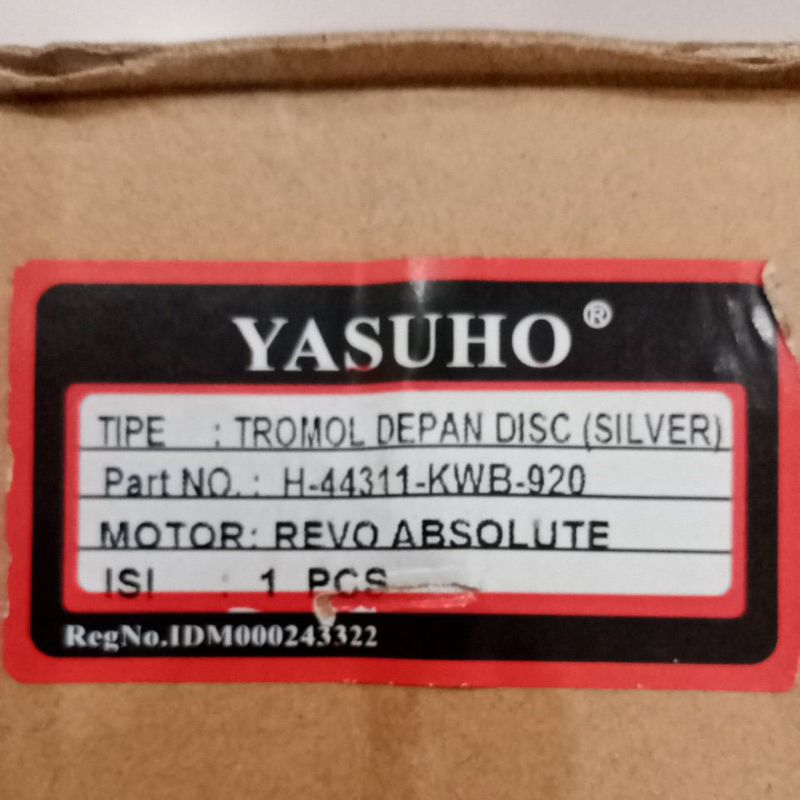 YASUHO®
TIPE : TROMOL DEPAN DISC (SILVER)
Part NO. : H-44311-KWB-920
MOTOR: REVO ABSOLUTE
ISI : 1 PCS
RegNo.IDM000243322